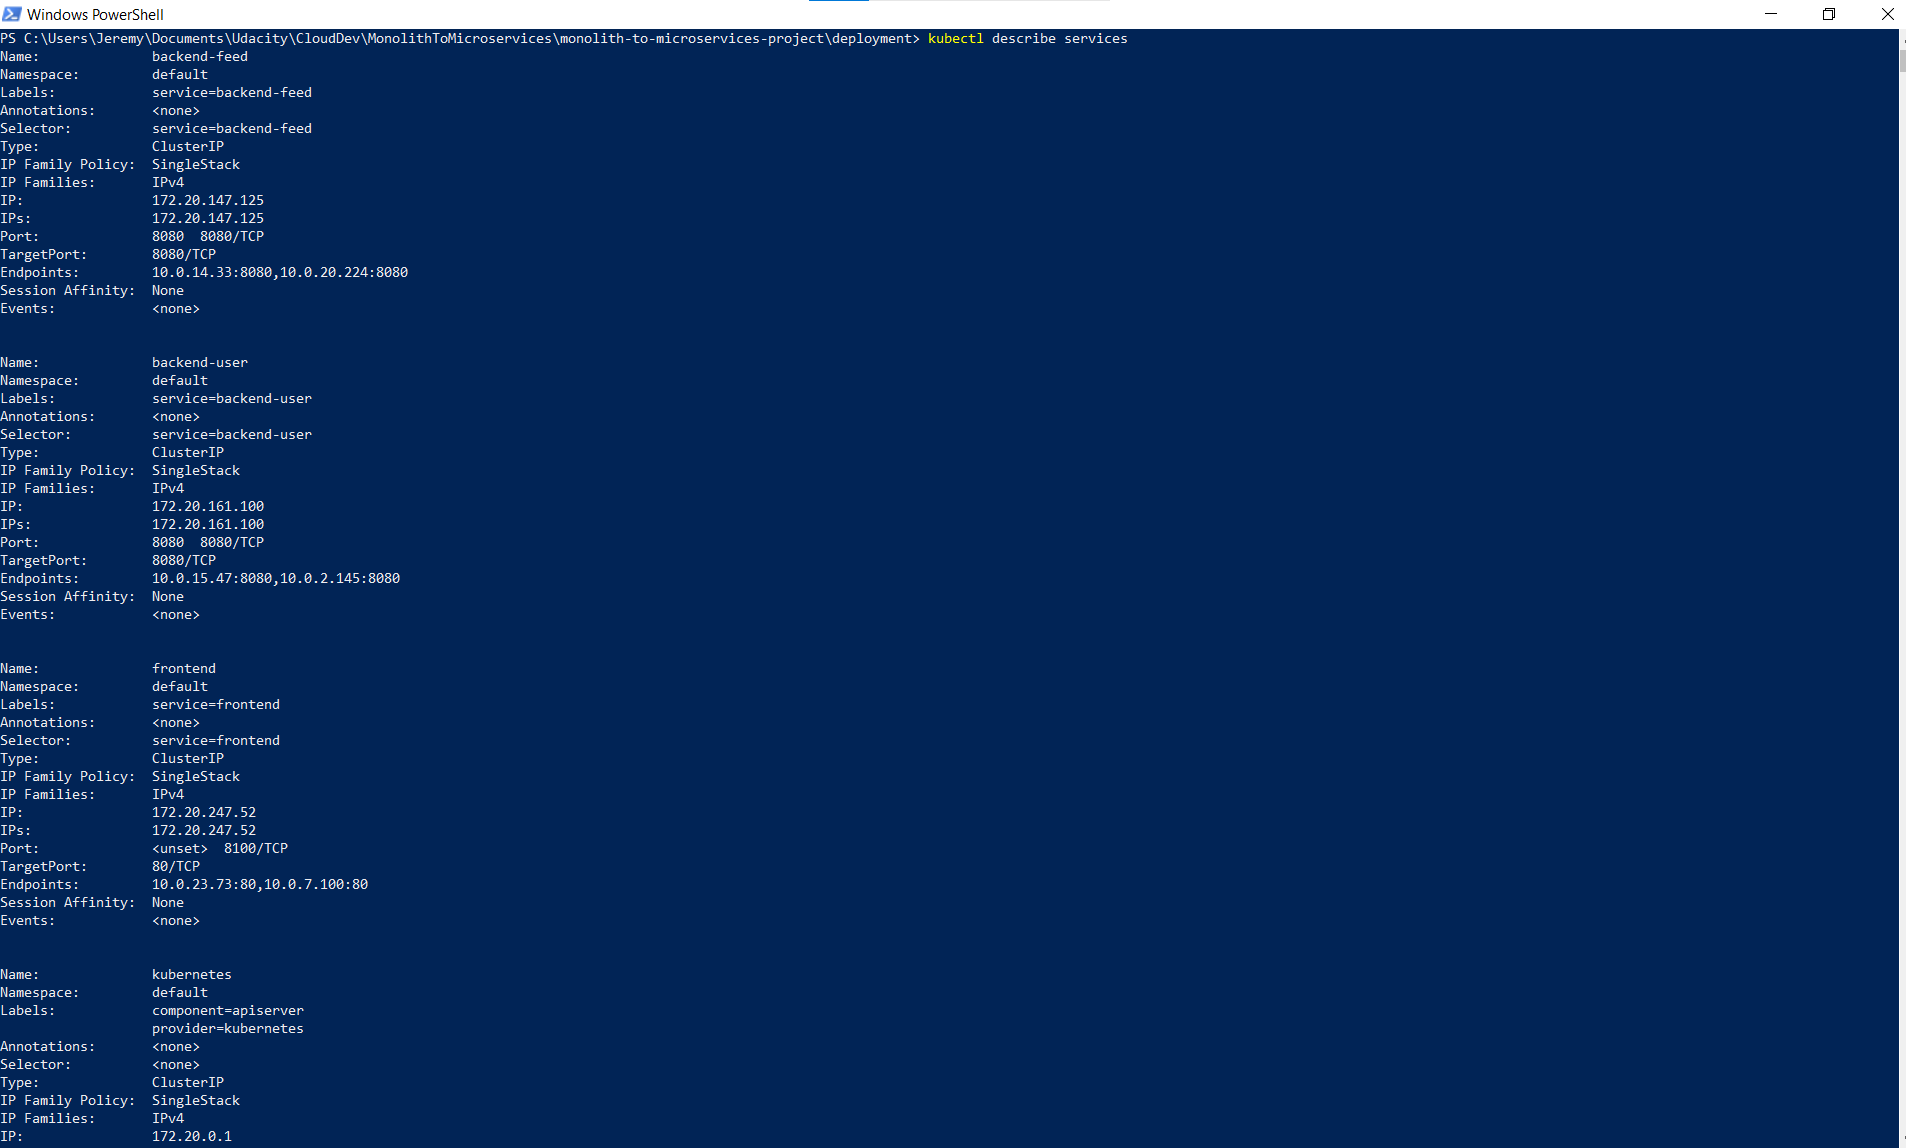 Windows PowerShell
PS C:\Users\Jeremy\Documents\Udacity\CloudDev\MonolithToMicroservices\monolith-to-microservices-project\deployment> kubectl describe services
Name:              backend-feed
Namespace:         default
Labels:            service=backend-feed
Annotations:       <none>
Selector:          service=backend-feed
Type:              ClusterIP
IP Family Policy:  SingleStack
IP Families:       IPv4
IP:                172.20.147.125
IPs:               172.20.147.125
Port:              8080  8080/TCP
TargetPort:        8080/TCP
Endpoints:         10.0.14.33:8080,10.0.20.224:8080
Session Affinity:  None
Events:            <none>
Name:              backend-user
Namespace:         default
Labels:            service=backend-user
Annotations:       <none>
Selector:          service=backend-user
Type:              ClusterIP
IP Family Policy:  SingleStack
IP Families:       IPv4
IP:                172.20.161.100
IPs:               172.20.161.100
Port:              8080  8080/TCP
TargetPort:        8080/TCP
Endpoints:         10.0.15.47:8080,10.0.2.145:8080
Session Affinity:  None
Events:            <none>
Name:              frontend
Namespace:         default
Labels:            service=frontend
Annotations:       <none>
Selector:          service=frontend
Type:              ClusterIP
IP Family Policy:  SingleStack
IP Families:       IPv4
IP:                172.20.247.52
IPs:               172.20.247.52
Port:              <unset>  8100/TCP
TargetPort:        80/TCP
Endpoints:         10.0.23.73:80,10.0.7.100:80
Session Affinity:  None
Events:            <none>
Name:              kubernetes
Namespace:         default
Labels:            component=apiserver
                   provider=kubernetes
Annotations:       <none>
Selector:          <none>
Type:              ClusterIP
IP Family Policy:  SingleStack
IP Families:       IPv4
IP:                172.20.0.1